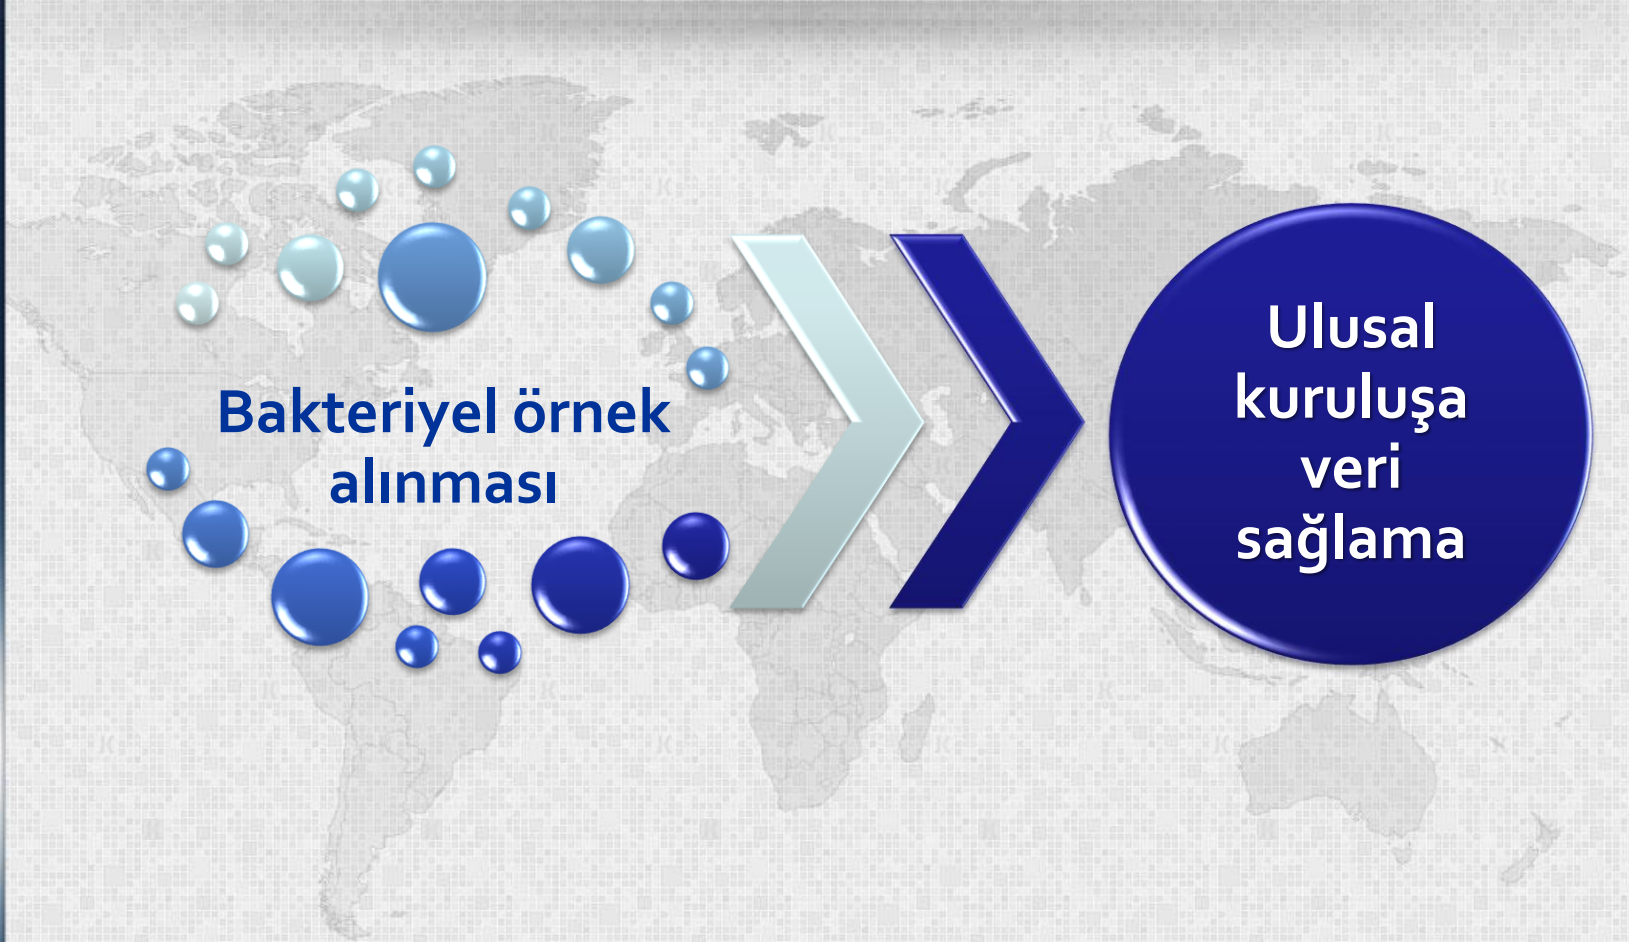 Bakteriyel örnek
alınması
Ulusal
kuruluşa
veri
sağlama